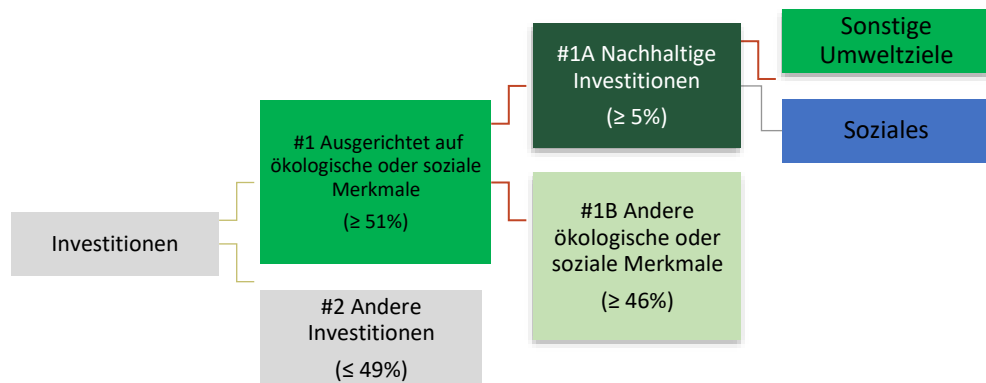 Investitionen
#1 Ausgerichtet auf
ökologische oder soziale
Merkmale
(≥ 51%)
#2 Andere
Investitionen
(≤ 49%)
#1A Nachhaltige
Investitionen
(≥ 5%)
#1B Andere
ökologische oder
soziale Merkmale
(≥ 46%)
Sonstige
Umweltziele
Soziales